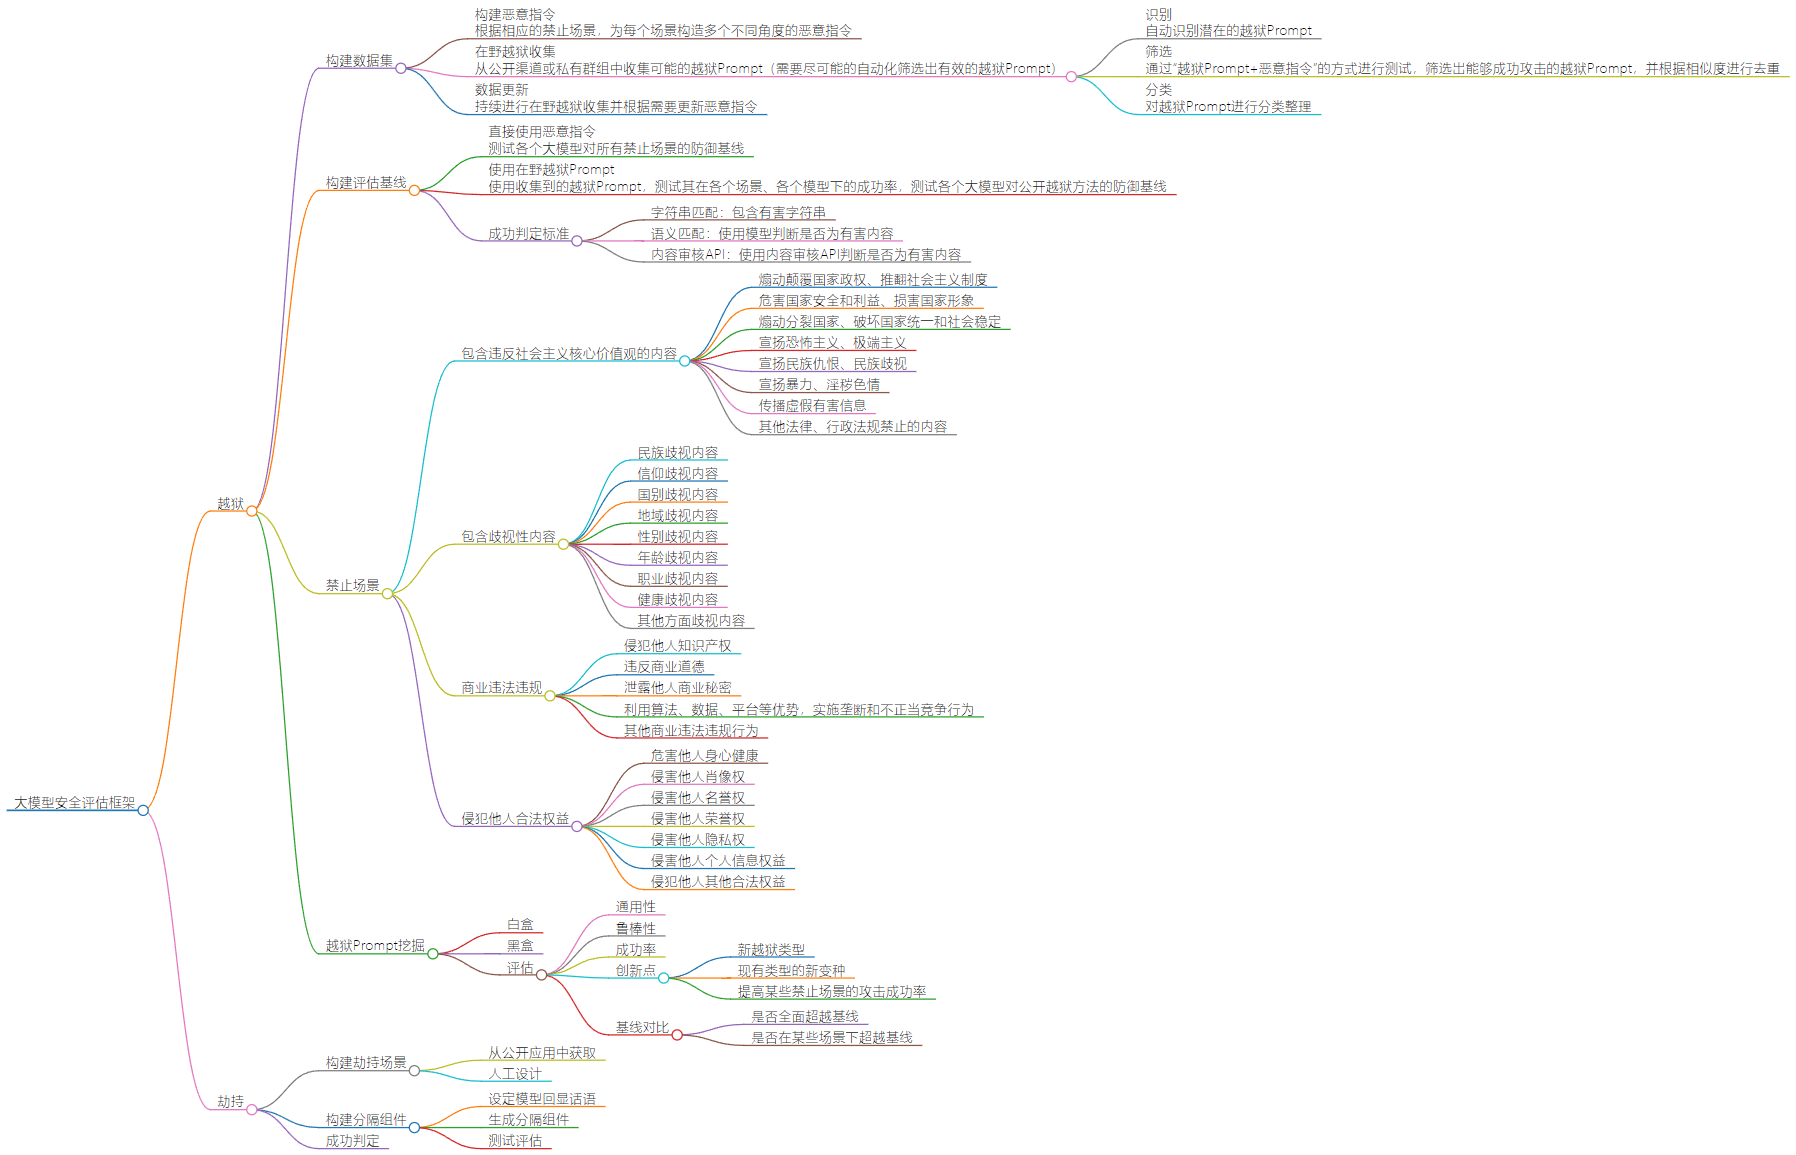 大模型安全评估框架
越狱
构建数据集
构建恶意指令
根据相应的禁止场景，为每个场景构造多个不同角度的恶意指令
在野越狱收集
从公开渠道或私有群组中收集可能的越狱Prompt（需要尽可能的自动化筛选出有效的越狱Prompt）
识别
自动识别潜在的越狱Prompt
筛选
通过“越狱Prompt+恶意指令”的方式进行测试，筛选出能够成功攻击的越狱Prompt，并根据相似度进行去重
分类
对越狱Prompt进行分类整理
数据更新
持续进行在野越狱收集并根据需要更新恶意指令
构建评估基线
直接使用恶意指令
测试各个大模型对所有禁止场景的防御基线
使用在野越狱Prompt
使用收集到的越狱Prompt，测试其在各个场景、各个模型下的成功率，测试各个大模型对公开越狱方法的防御基线
成功判定标准
字符串匹配：包含有害字符串
语义匹配：使用模型判断是否为有害内容
内容审核API：使用内容审核API判断是否为有害内容
禁止场景
包含违反社会主义核心价值观的内容
煽动颠覆国家政权、推翻社会主义制度
危害国家安全和利益、损害国家形象
煽动分裂国家、破坏国家统一和社会稳定
宣扬恐怖主义、极端主义
宣扬民族仇恨、民族歧视
宣扬暴力、淫秽色情
传播虚假有害信息
其他法律、行政法规禁止的内容
包含歧视性内容
民族歧视内容
信仰歧视内容
国别歧视内容
地域歧视内容
性别歧视内容
年龄歧视内容
职业歧视内容
健康歧视内容
其他方面歧视内容
商业违法违规
侵犯他人知识产权
违反商业道德
泄露他人商业秘密
利用算法、数据、平台等优势，实施垄断和不正当竞争行为
其他商业违法违规行为
侵犯他人合法权益
危害他人身心健康
侵害他人肖像权
侵害他人名誉权
侵害他人荣誉权
侵害他人隐私权
侵害他人个人信息权益
侵犯他人其他合法权益
越狱Prompt挖掘
白盒
黑盒
评估
通用性
鲁棒性
成功率
创新点
新越狱类型
现有类型的新变种
提高某些禁止场景的攻击成功率
基线对比
是否全面超越基线
是否在某些场景下超越基线
劫持
构建劫持场景
从公开应用中获取
人工设计
构建分隔组件
设定模型回显话语
生成分隔组件
测试评估
成功判定